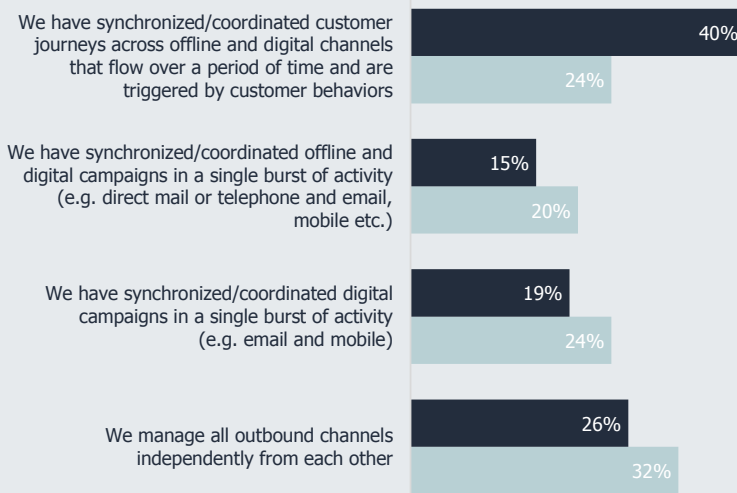 We have synchronized/coordinated customer
journeys across offline and digital channels
that flow over a period of time and are
triggered by customer behaviors
40%
24%
We have synchronized/coordinated offline and
digital campaigns in a single burst of activity
(e.g. direct mail or telephone and email,
mobile etc.)
15%
20%
We have synchronized/coordinated digital
campaigns in a single burst of activity
(e.g. email and mobile)
19%
24%
We manage all outbound channels
independently from each other
26%
32%